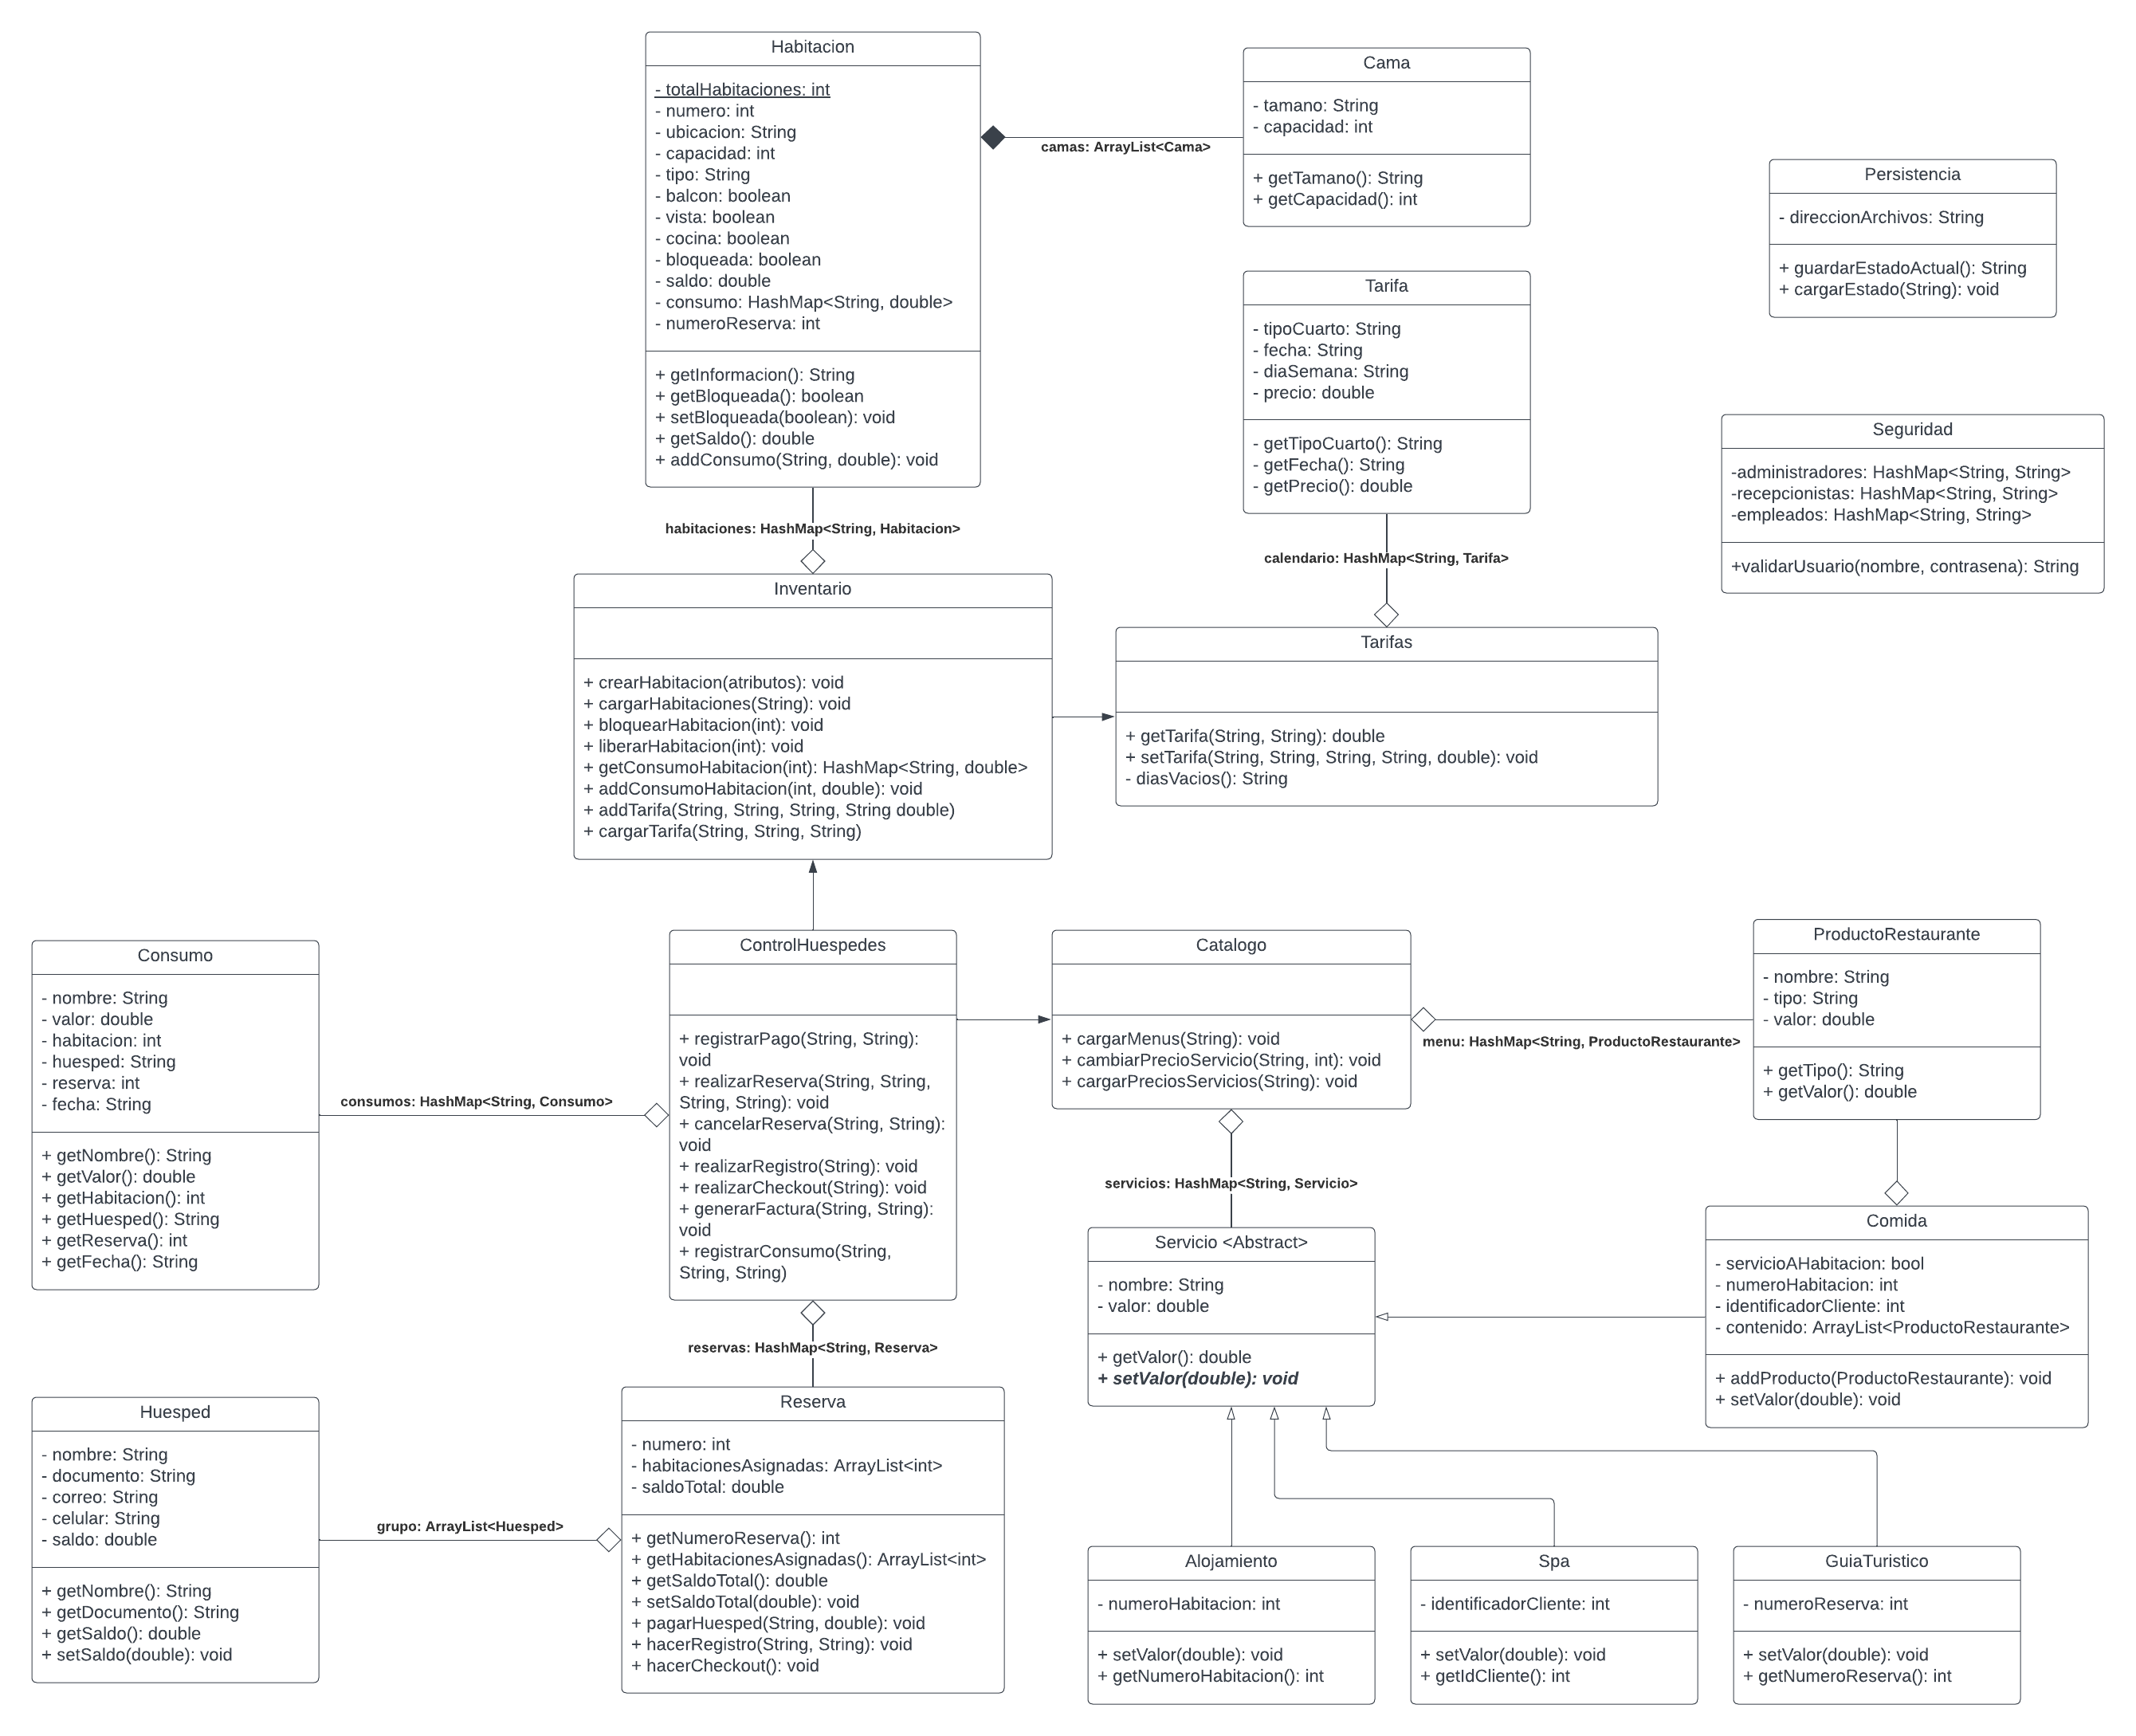 Habitacion
- totalHabitaciones: int
- numero: int
- ubicacion: String
- capacidad: int
- tipo: String
- balcon: boolean
- vista: boolean
- cocina: boolean
- bloqueada: boolean
- saldo: double
- consumo: HashMap<String, double>
- numeroReserva: int
+ getInformacion(): String
+ getBloqueada(): boolean
+ setBloqueada(boolean): void
+ getSaldo(): double
+ addConsumo(String, double): void
camas: ArrayList<Cama>
Cama
- tamano: String
- capacidad: int
+ getTamano(): String
+ getCapacidad(): int
Persistencia
- direccionArchivos: String
+ guardarEstadoActual(): String
+ cargarEstado(String): void
Tarifa
- tipoCuarto: String
- fecha: String
- diaSemana: String
- precio: double
- getTipoCuarto(): String
- getFecha(): String
- getPrecio(): double
Seguridad
-administradores: HashMap<String, String>
-recepcionistas: HashMap<String, String>
-empleados: HashMap<String, String>
+validarUsuario(nombre, contrasena): String
habitaciones: HashMap<String, Habitacion>
calendario: HashMap<String, Tarifa>
Inventario
+ crearHabitacion(atributos): void
+ cargarHabitaciones(String): void
+ bloquearHabitacion(int): void
+ liberarHabitacion(int): void
+ getConsumoHabitacion(int): HashMap<String, double>
+ addConsumoHabitacion(int, double): void
+ addTarifa(String, String, String, String double)
+ cargarTarifa(String, String, String)
Tarifas
+ getTarifa(String, String): double
+ setTarifa(String, String, String, String, double): void
- diasVacios(): String
Consumo
- nombre: String
- valor: double
- habitacion: int
- huesped: String
- reserva: int
- fecha: String
+ getNombre(): String
+ getValor(): double
+ getHabitacion(): int
+ getHuesped(): String
+ getReserva(): int
+ getFecha(): String
consumos: HashMap<String, Consumo>
ControlHuespedes
+ registrarPago(String, String):
void
+ realizarReserva(String, String,
String, String): void
+ cancelarReserva(String, String):
void
+ realizarRegistro(String): void
+ realizarCheckout(String): void
+ generarFactura(String, String):
void
+ registrarConsumo(String,
String, String)
Catalogo
+ cargarMenus(String): void
+ cambiarPrecioServicio(String, int): void
+ cargarPreciosServicios(String): void
menu: HashMap<String, ProductoRestaurante>
ProductoRestaurante
- nombre: String
- tipo: String
- valor: double
+ getTipo(): String
+ getValor(): double
servicios: HashMap<String, Servicio>
Servicio <Abstract>
- nombre: String
- valor: double
+ getValor(): double
+ setValor(double): void
Comida
- servicioAHabitacion: bool
- numeroHabitacion: int
- identificadorCliente: int
- contenido: ArrayList<ProductoRestaurante>
+ addProducto(ProductoRestaurante): void
+ setValor(double): void
reservas: HashMap<String, Reserva>
Huesped
- nombre: String
- documento: String
- correo: String
- celular: String
- saldo: double
+ getNombre(): String
+ getDocumento(): String
+ getSaldo(): double
+ setSaldo(double): void
grupo: ArrayList<Huesped>
Reserva
- numero: int
- habitacionesAsignadas: ArrayList<int>
- saldoTotal: double
+ getNumeroReserva(): int
+ getHabitacionesAsignadas(): ArrayList<int>
+ getSaldoTotal(): double
+ setSaldoTotal(double): void
+ pagarHuesped(String, double): void
+ hacerRegistro(String, String): void
+ hacerCheckout(): void
Alojamiento
- numeroHabitacion: int
+ setValor(double): void
+ getNumeroHabitacion(): int
Spa
- identificadorCliente: int
+ setValor(double): void
+ getIdCliente(): int
GuiaTuristico
- numeroReserva: int
+ setValor(double): void
+ getNumeroReserva(): int